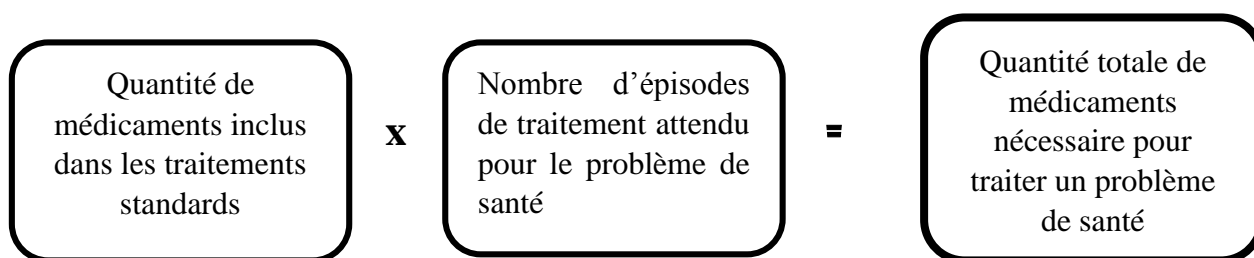 Quantité de
médicaments inclus
dans les traitements
standards
x
Nombre d'épisodes
de traitement attendu
pour le problème de
santé
=
Quantité totale de
médicaments
nécessaire pour
traiter un problème
de santé